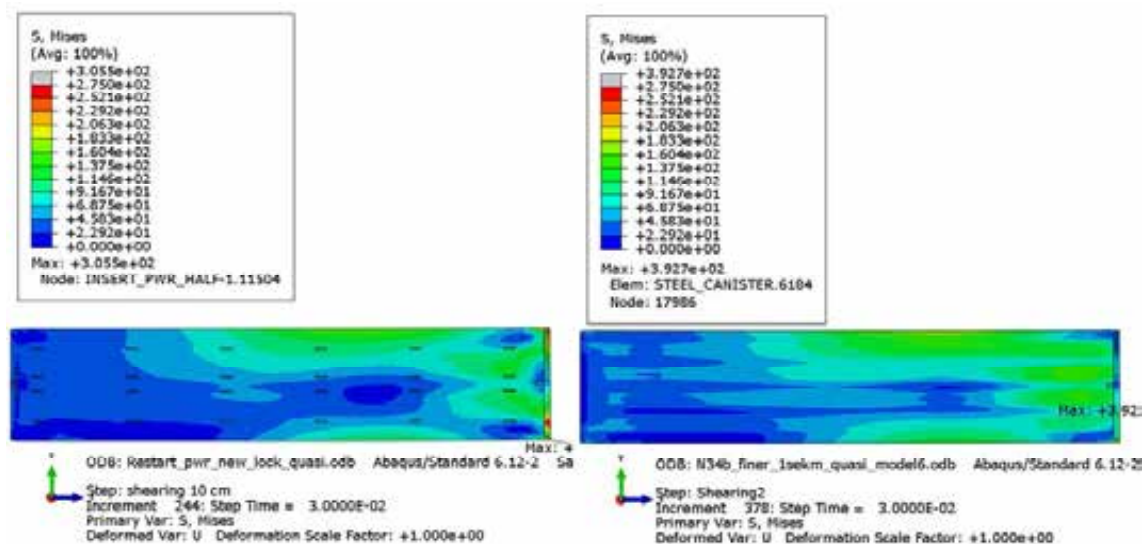 S, Mises
(Avg: 100%)
+3.055e+02
+2.750e+02
+2.521e+02
+2.292e+02
+2.063e+02
+1.833e+02
+1.604e+02
+1.375e+02
+1.146e+02
+9.167e+01
+6.875e+01
+4.583e+01
+2.292e+01
+0.000e+00
Max: +3.055e+02
Node: INSERT_PWR_HALF-1.11504
S, Mises
(Avg: 100%)
+3.927e+02
+2.750e+02
+2.521e+02
+2.292e+02
+2.063e+02
+1.833e+02
+1.604e+02
+1.375e+02
+1.146e+02
+9.167e+01
+6.875e+01
+4.583e+01
+2.292e+01
+0.000e+00
Max: +3.927e+02
Elem: STEEL_CANISTER.6184
Node: 17986
Max: +
Y
ODB: Restart_pwr_new_lock_quasi.odb Abaqus/Standard 6.12-2 Sa
Step: shearing 10 cm
Increment 244: Step Time = 3.0000E-02
Primary Var: S, Mises
Deformed Var: U Deformation Scale Factor: +1.000e+00
Max: +3.92
Y
ODB: N34b_finer_1sekm_quasi_model6.odb Abaqus/Standard 6.12-2
Step: Shearing2
Increment 378: Step Time = 3.0000E-02
Primary Var: S, Mises
Deformed Var: U Deformation Scale Factor: +1.000e+00